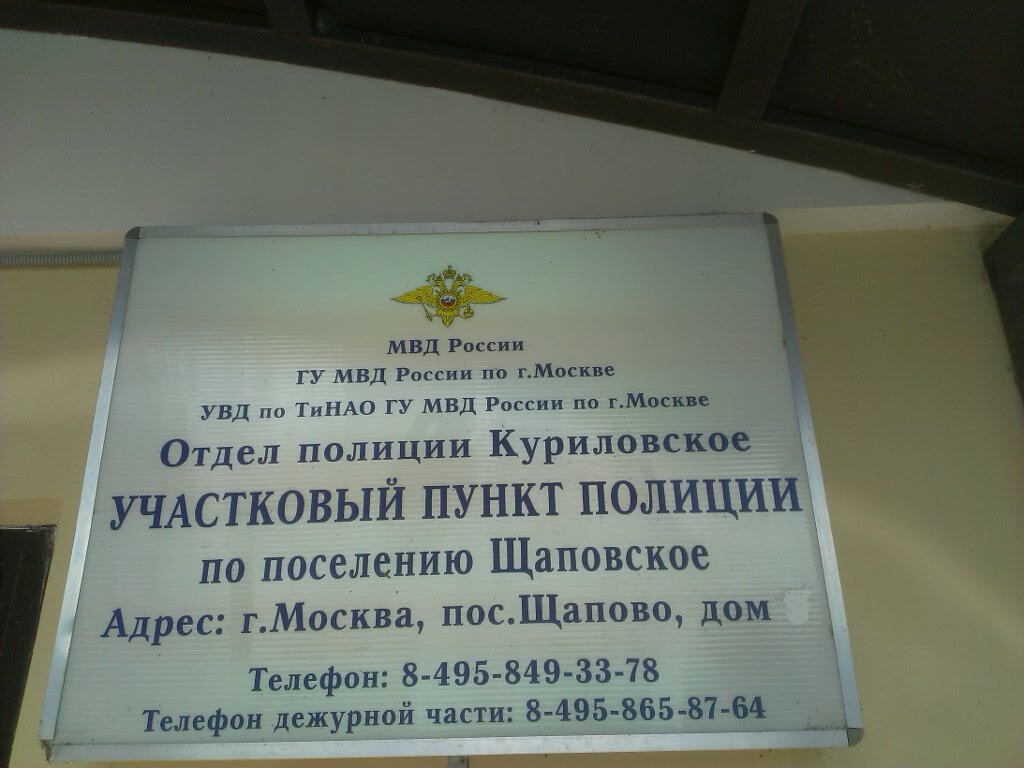 МВД России
ГУ МВД России по г.Москве
УВД по ТиНАО ГУ МВД России по г.Москве
Отдел полиции Куриловское
УЧАСТКОВЫЙ ПУНКТ ПОЛИЦИИ
по поселению Щаповское
Адрес: г.Москва, пос.Щапово, дом
Телефон: 8-495-849-33-78
Телефон дежурной части: 8-495-865-87-64